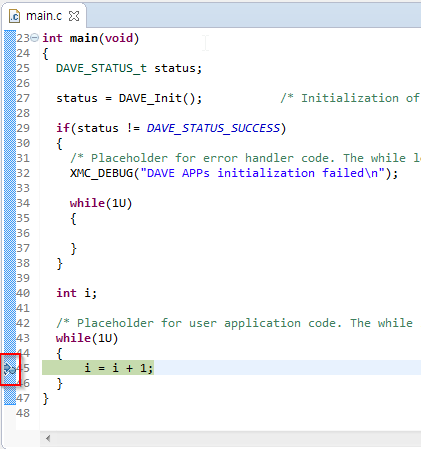 main.c
23 int main(void)
24 {
25 DAVE_STATUS_t status;
26
27 status = DAVE_Init(); /* Initialization of
28
29 if(status != DAVE_STATUS_SUCCESS)
30 {
31 /* Placeholder for error handler code. The while l
32 XMC_DEBUG("DAVE APPs initialization failed\n");
33
34 while(1U)
35 {
36
37 }
38 }
39
40 int i;
41
42 /* Placeholder for user application code. The while
43 while(1U)
44 {
45 i = i + 1;
46 }
47 }
48